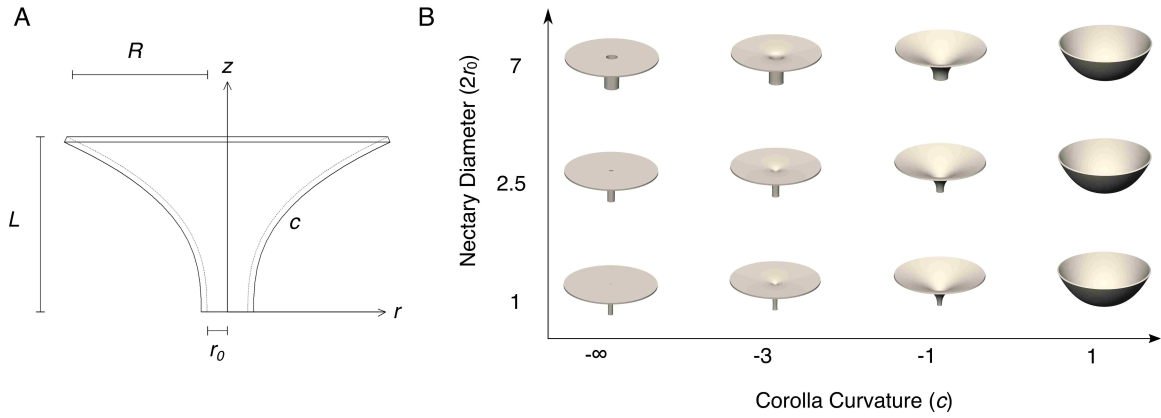 A
R
z
L
c
r
r0
B
Nectary Diameter (2r0)
7
2.5
1
-∞
-3
-1
1
Corolla Curvature (c)